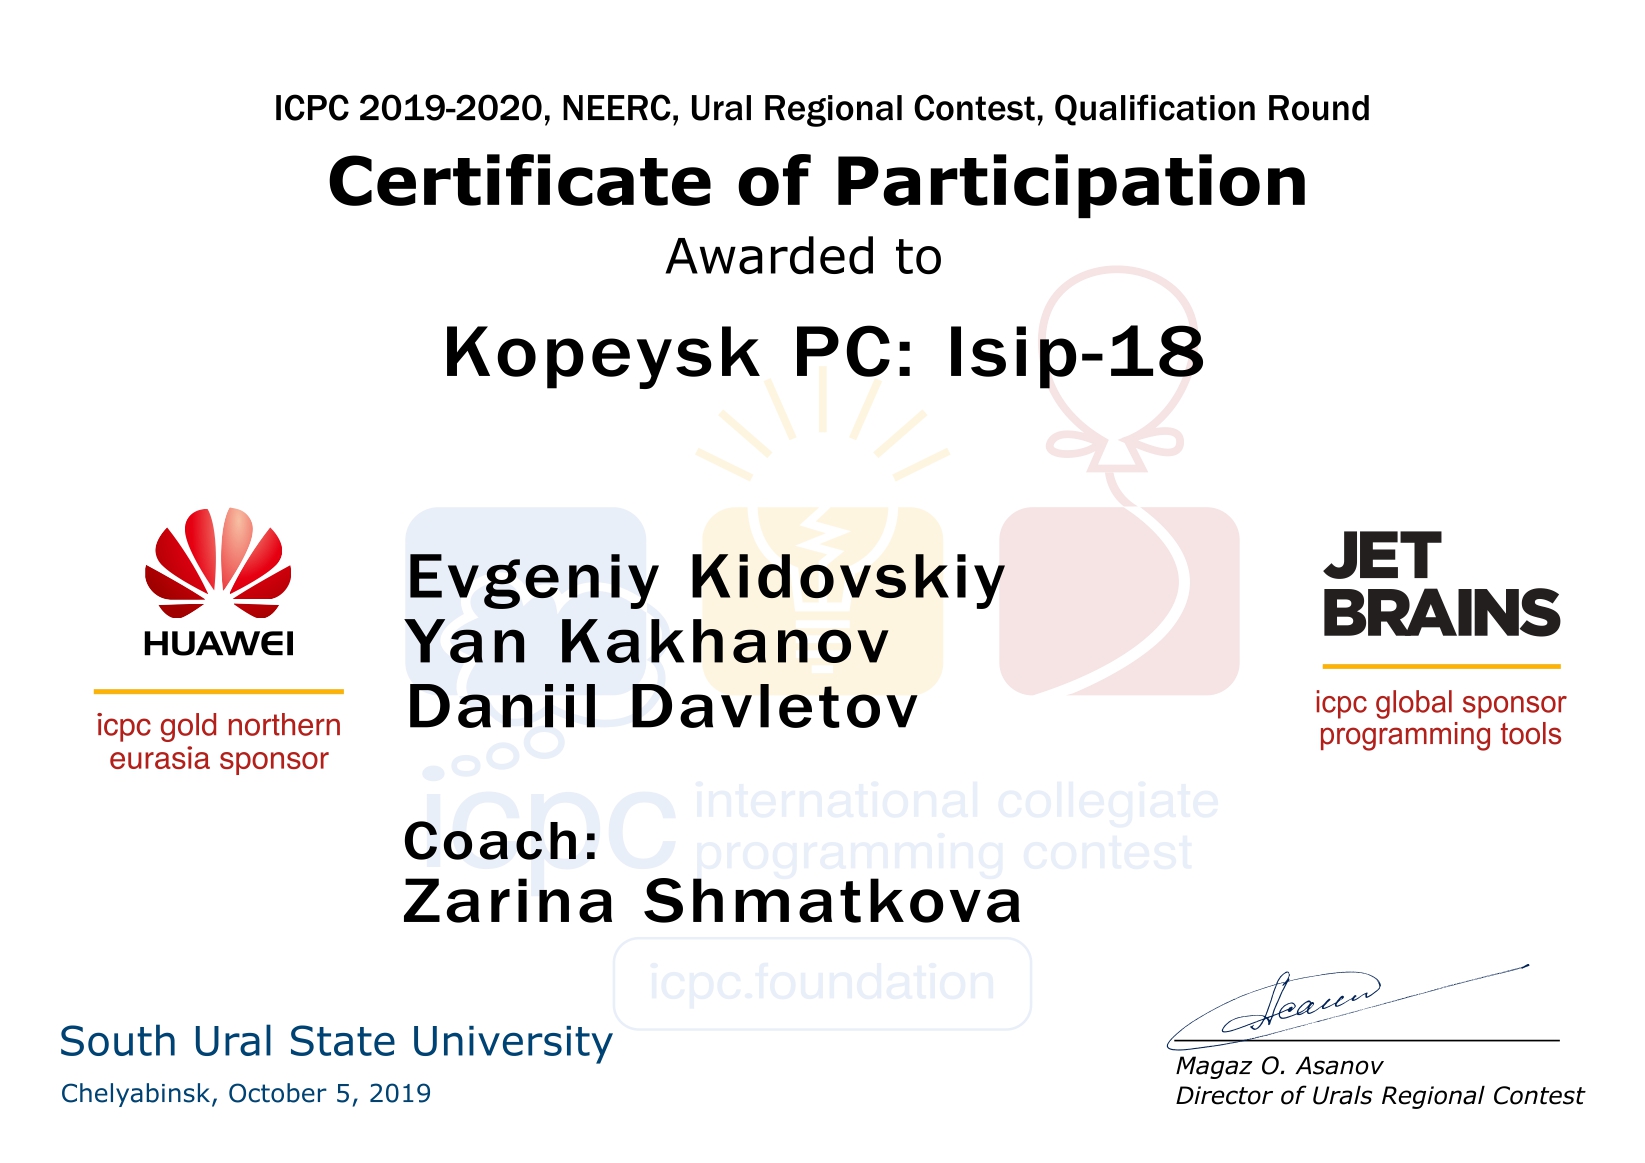 ICPC 2019-2020, NEERC, Ural Regional Contest, Qualification Round
Certificate of Participation
Awarded to
Kopeysk PC: Isip-18
HUAWEI
icpc gold northern
eurasia sponsor
Evgeniy Kidovskiy
Yan Kakhanov
Daniil Davletov
JET
BRAINS
icpc global sponsor
programming tools
icpc international collegiate
programming contest
Coach:
Zarina Shmatkova
icpc.foundation
South Ural State University
Chelyabinsk, October 5, 2019
Magaz O. Asanov
Director of Urals Regional Contest